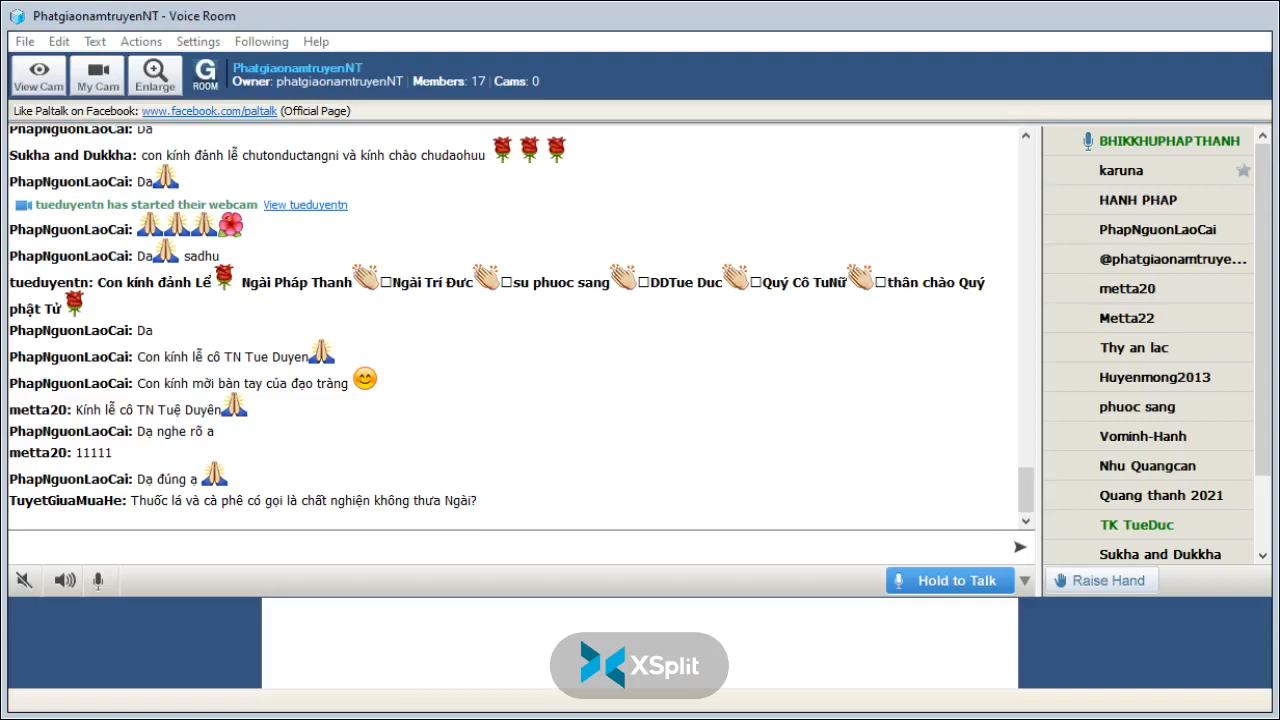 PhatgiaonamtruyenNT - Voice Room
File Edit Text Actions Settings Following Help
View Cam My Cam Enlarge G ROOM
PhatgiaonamtruyenNT
Owner: phatgiaonamtruyenNT Members: 17 Cams: 0
Like Paltalk on Facebook: www.facebook.com/paltalk (Official Page)
PhapNguonLaoCai: Da
Sukha and Dukkha: con kính đảnh lễ chutonductangni và kính chào chudaohuu
PhapNguonLaoCai: Da
tueduyentn has started their webcam View tueduyentn
PhapNguonLaoCai:
PhapNguonLaoCai: Da sadhu
tueduyentn: Con kính đảnh Lể Ngài Pháp Thanh Ngài Trí Đưc su phuoc sang DDTue Duc Quý Cô TuNữ thân chào Quý
phật Tử
PhapNguonLaoCai: Da
PhapNguonLaoCai: Con kính lễ cô TN Tue Duyen
PhapNguonLaoCai: Con kính mời bàn tay của đạo tràng
metta20: Kính lễ cô TN Tuệ Duyên
PhapNguonLaoCai: Dạ nghe rõ a
metta20: 11111
PhapNguonLaoCai: Dạ đúng ạ
TuyetGiuaMuaHe: Thuốc lá và cà phê có gọi là chất nghiện không thưa Ngài?
BHIKKHUPHAPTHANH
karuna
HANH PHAP
PhapNguonLaoCai
@phatgiaonamtruye...
metta20
Metta22
Thy an lac
Huyenmong2013
phuoc sang
Vominh-Hanh
Nhu Quangcan
Quang thanh 2021
TK TueDuc
Sukha and Dukkha
Hold to Talk
Raise Hand
XSplit